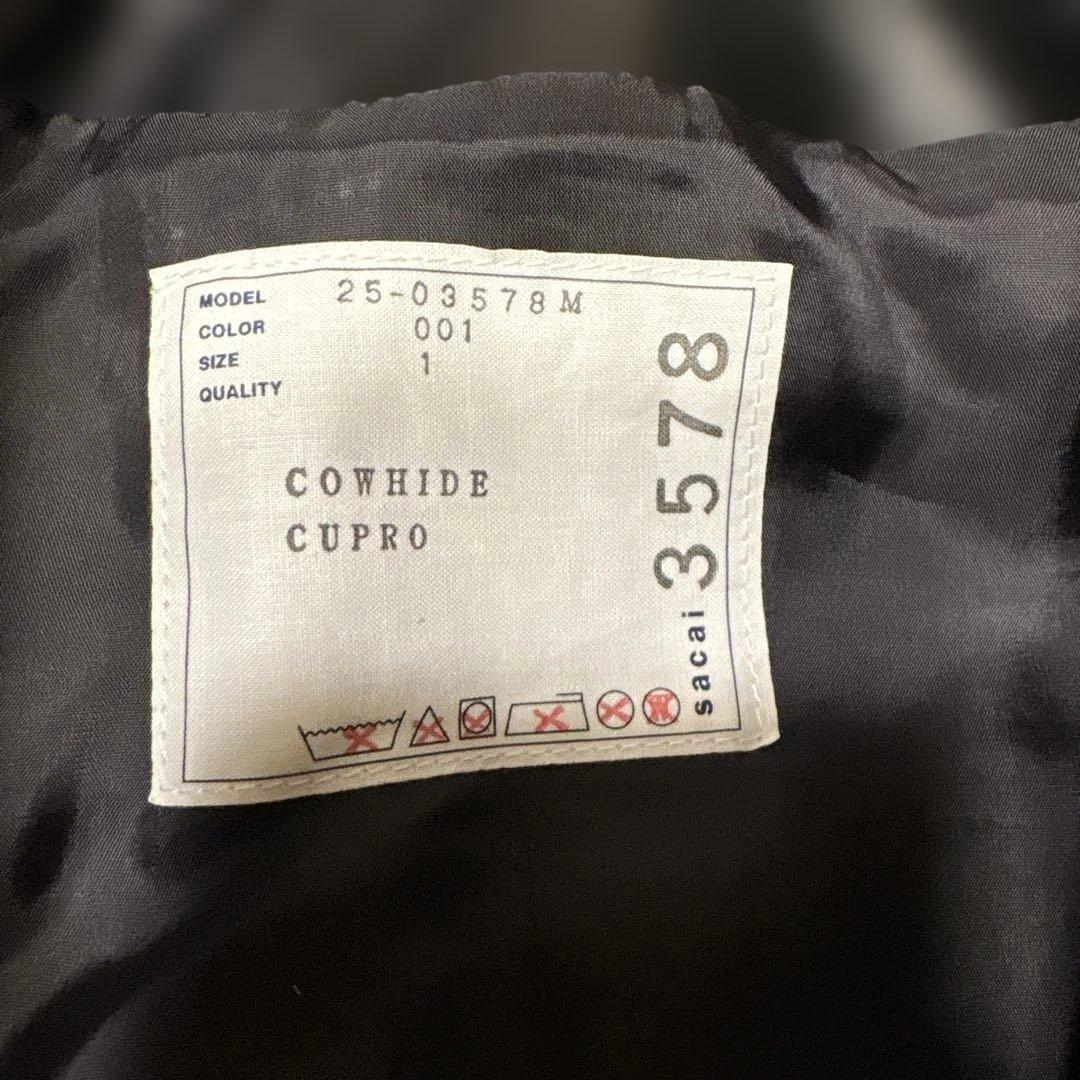 MODEL 25-03578M
COLOR 001
SIZE 1
QUALITY
COWHIDE
CUPRO
sacai 3578